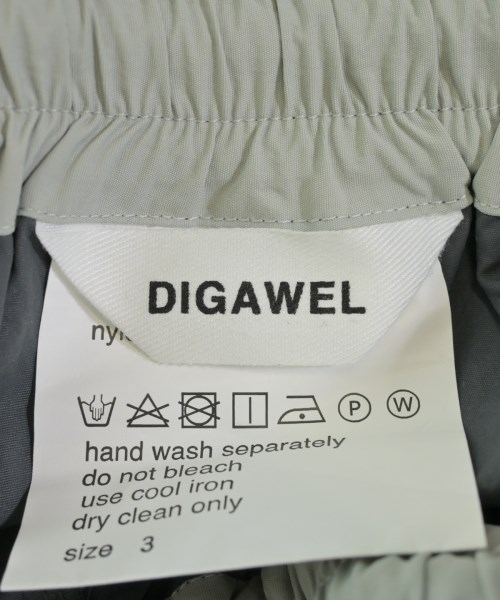 DIGAWEL
P W
hand wash separately
do not bleach
use cool iron
dry clean only
size 3